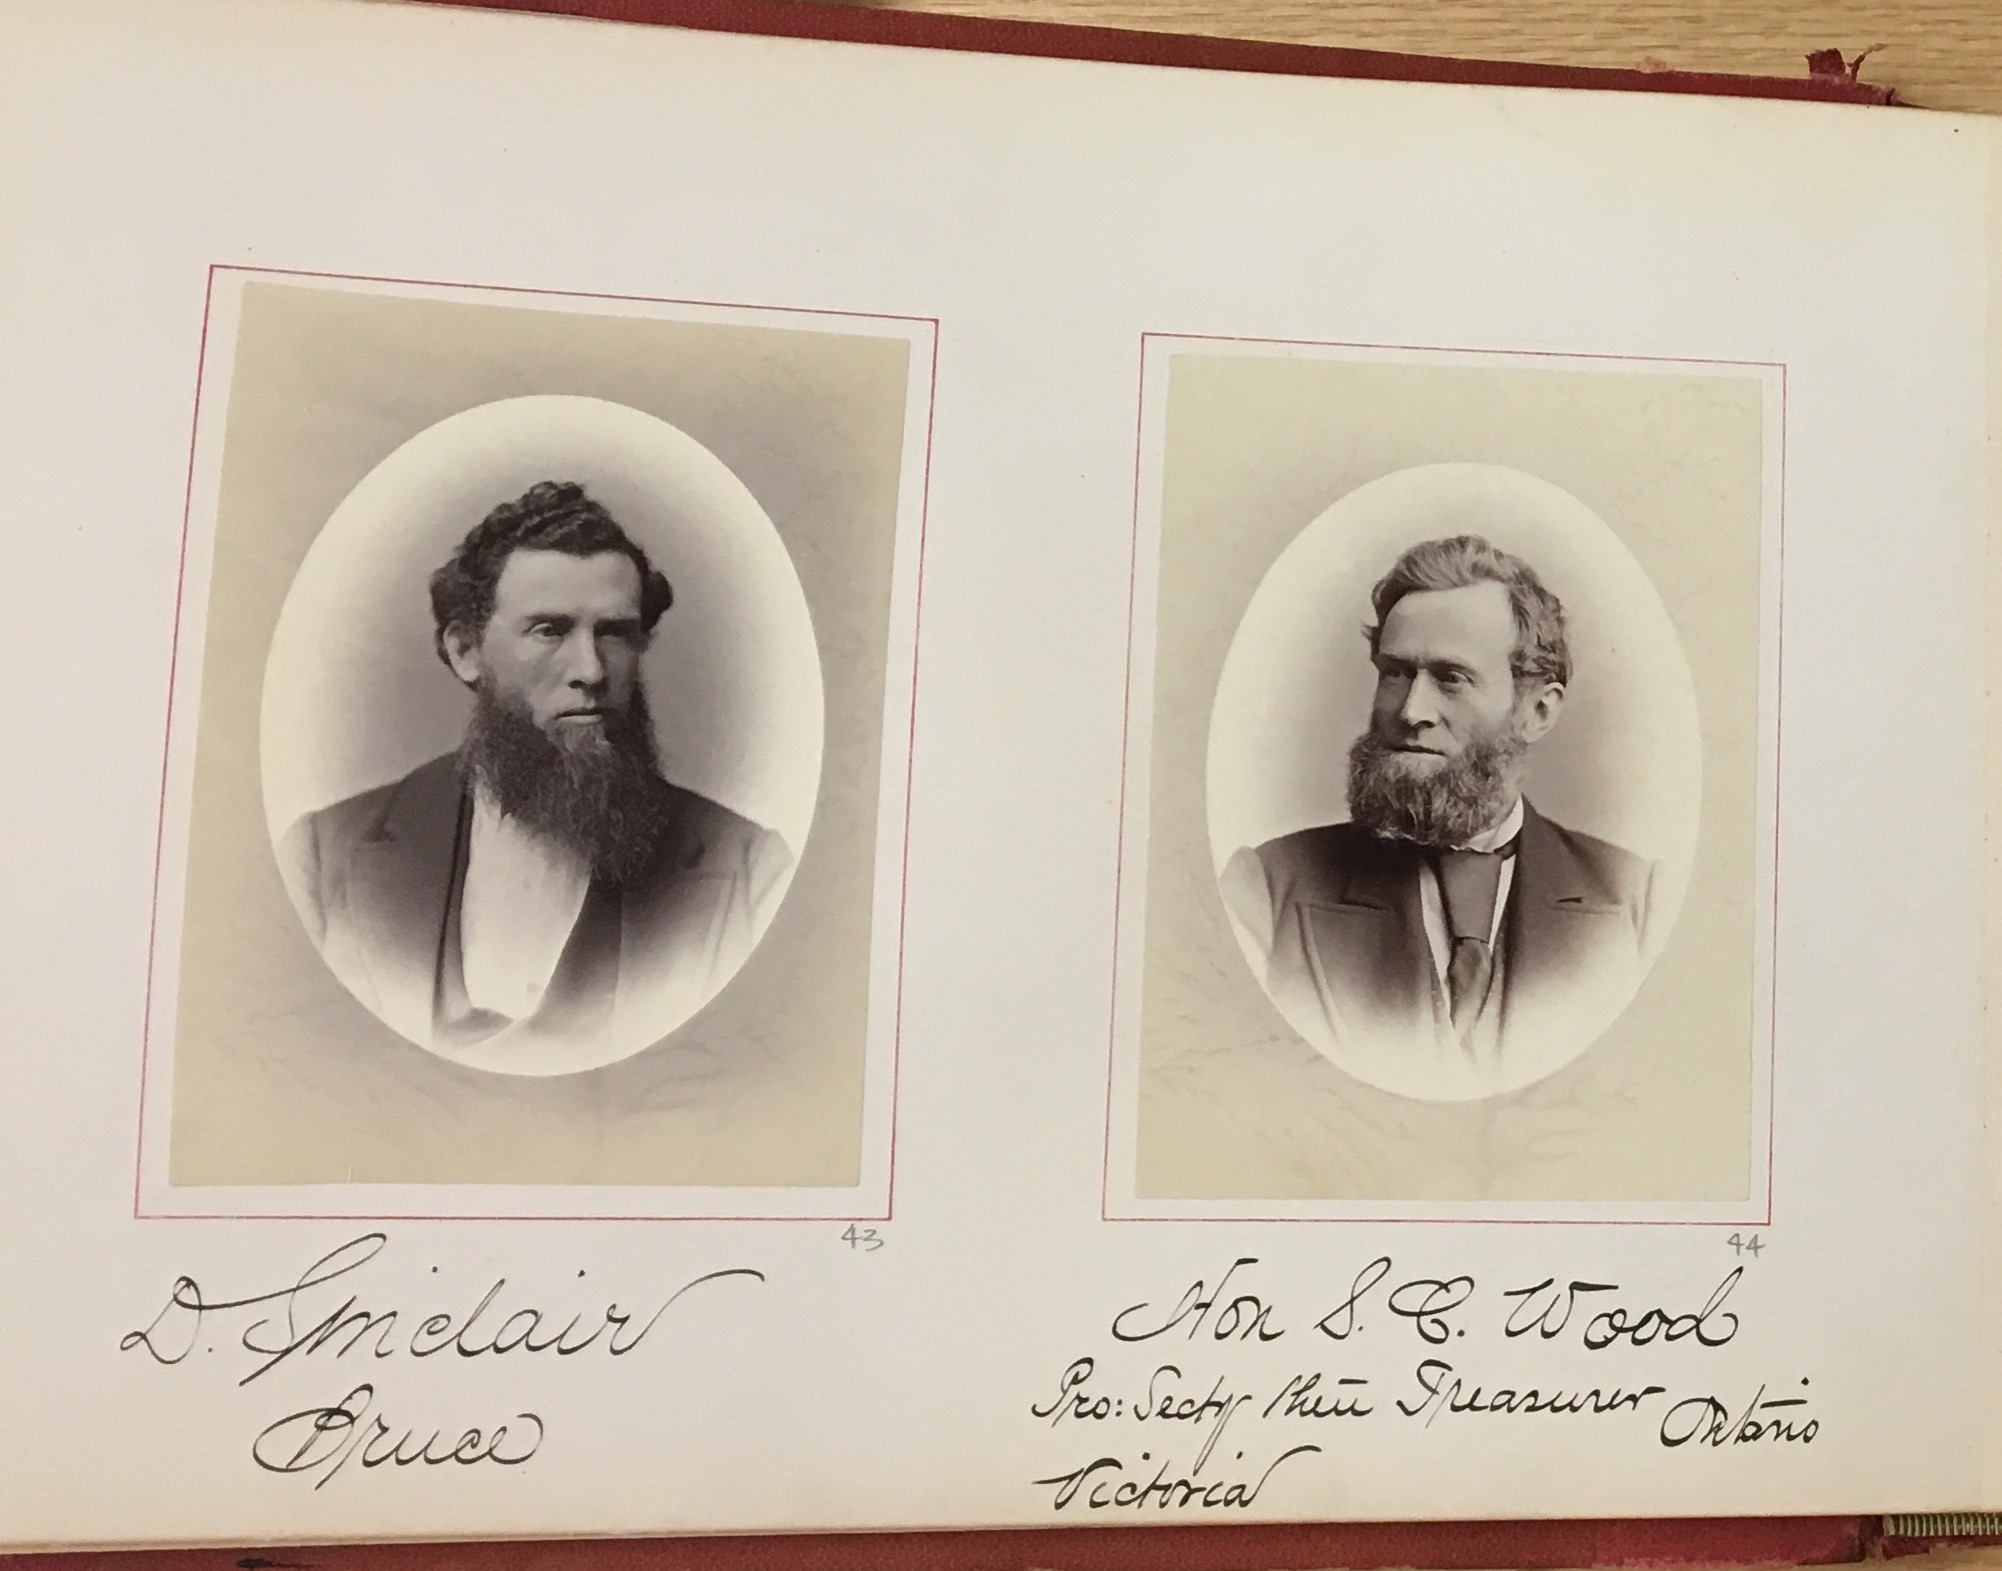 43
D. Sinclair
Bruce
44
Hon S. C. Wood
Pro: Secty then Treasurer Ontario
Victoria